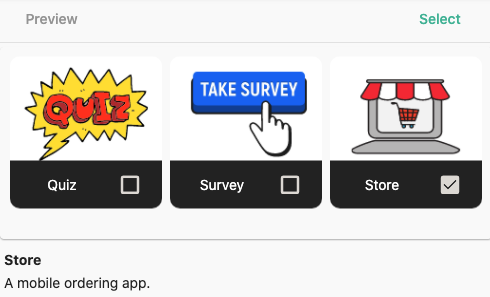 Preview
Select
QUIZ
TAKE SURVEY
Quiz
Survey
Store
Store
A mobile ordering app.